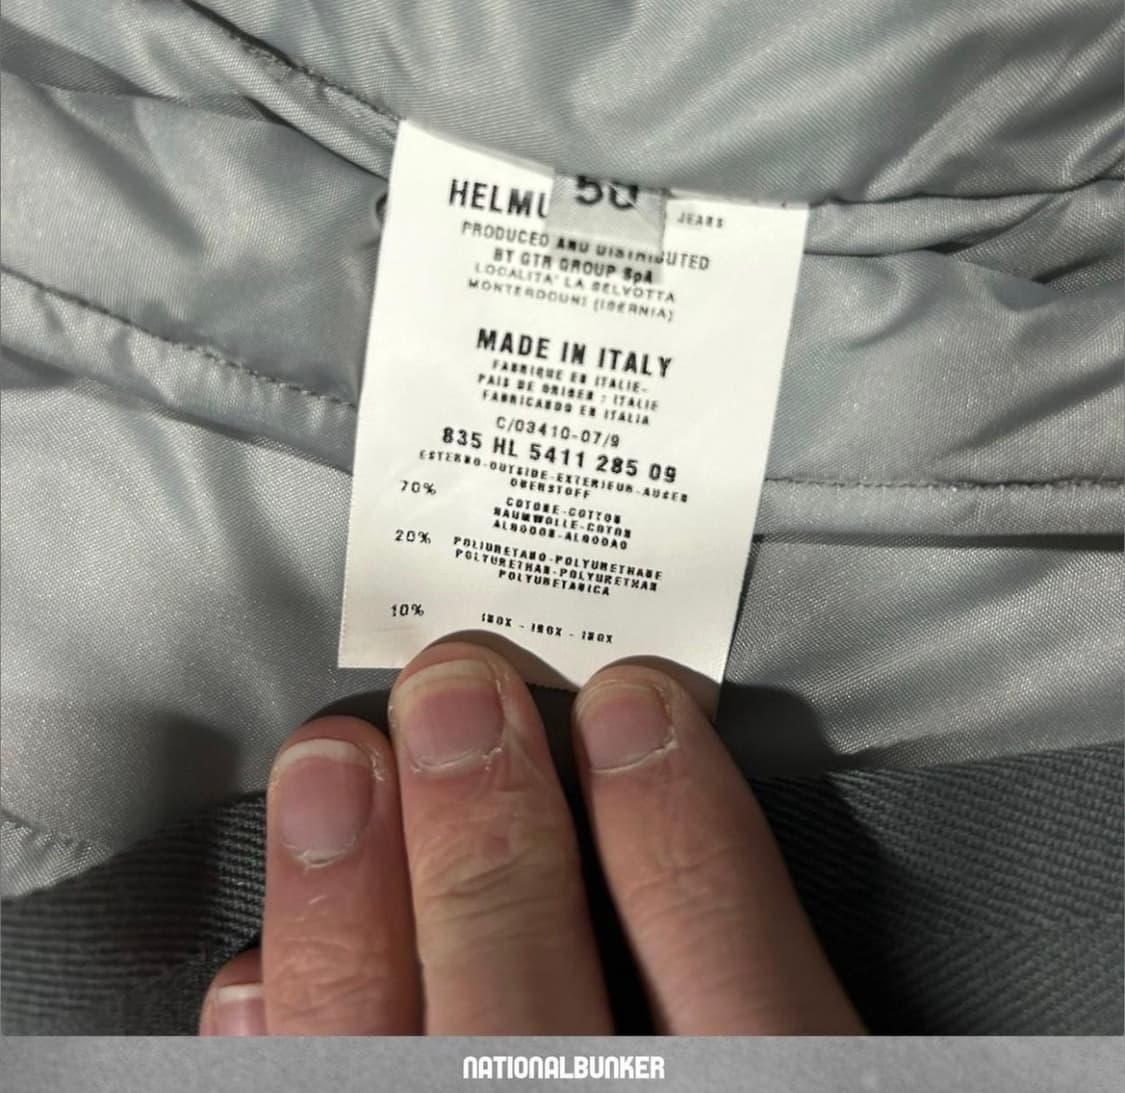 50
HELMU JEANS
PRODUCED AND DISTRIBUTED
BY GTR GROUP SpA
LOCALITA' LA SELVOTTA
MONTERODUNI (ISERNIA)
MADE IN ITALY
FABRIQUE EN ITALIE-
PAIS DE ORIGEN : ITALIE
FABRICANDO EN ITALIA
C/03410-07/9
835 HL 5411 285 09
ESTERNO-OUTSIDE-EXTERIEUR-AUSER
OBERSTOFF
70% COTONE-COTTON
BAUMWOLLE-COTON
ALGODON-ALGODAO
20% POLIURETANO-POLYURETHANE
POLYURETHAN-POLYURETHAN
POLYURETANICA
10% INOX - INOX - INOX
NATIONALBUNKER